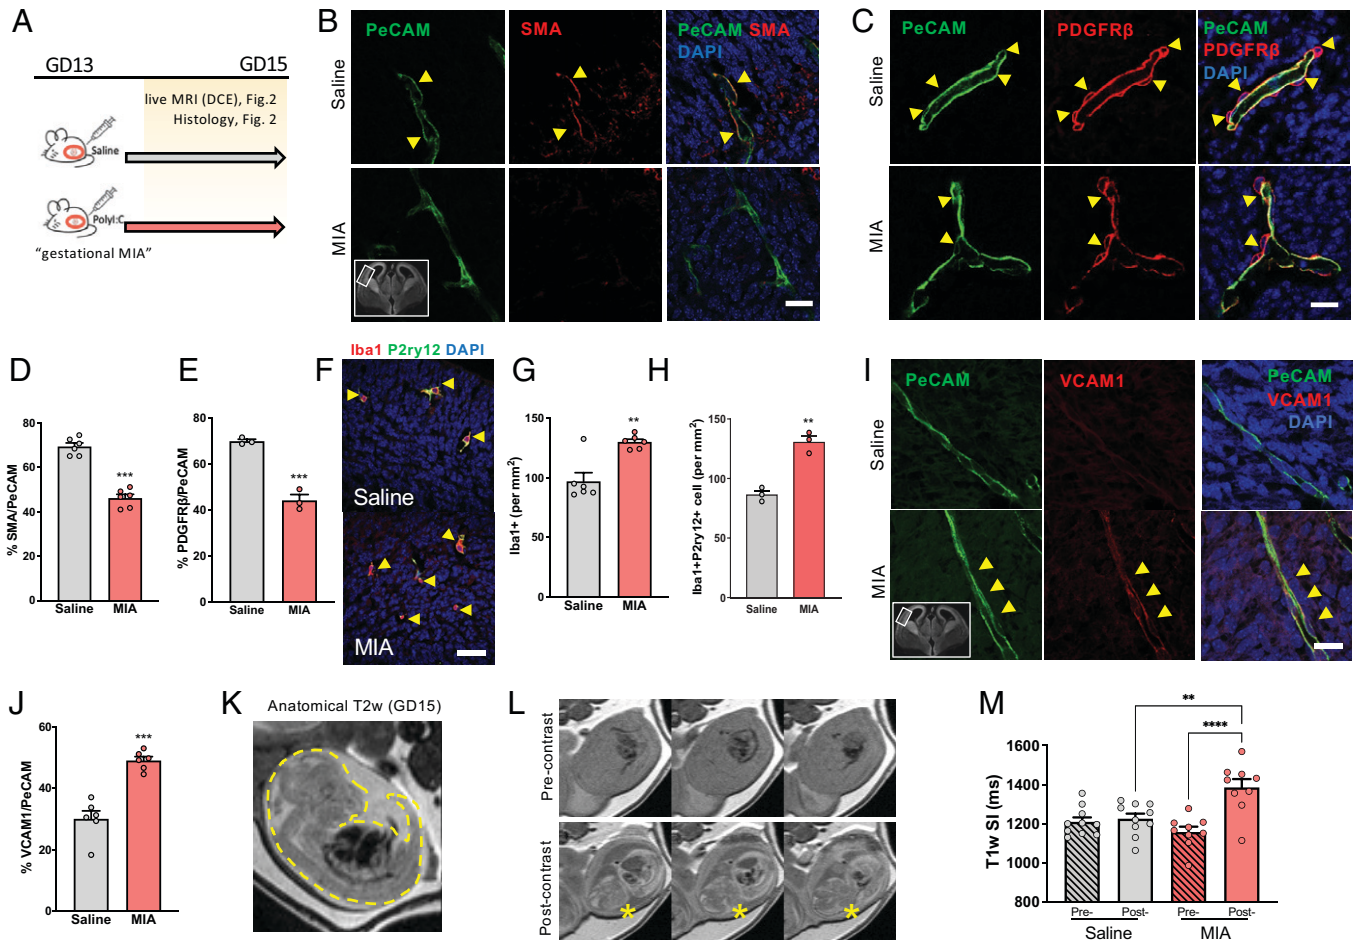 A
GD13
GD15
live MRI (DCE), Fig.2
Histology, Fig. 2
Saline
PolyI:C
"gestational MIA"
B
PeCAM
SMA
PeCAM SMA
DAPI
Saline
MIA
C
PeCAM
PDGFRβ
PeCAM
PDGFRβ
DAPI
Saline
MIA
D
% SMA/PeCAM
80
60
40
20
0
***
Saline
MIA
E
% PDGFRβ/PeCAM
80
60
40
20
0
***
Saline
MIA
F
Iba1 P2ry12 DAPI
Saline
MIA
G
Iba1+ (per mm2)
150
100
50
0
**
Saline
MIA
H
Iba1+P2ry12+ cell (per mm2)
150
100
50
0
**
Saline
MIA
I
PeCAM
VCAM1
PeCAM
VCAM1
DAPI
Saline
MIA
J
% VCAM1/PeCAM
60
40
20
0
***
Saline
MIA
K
Anatomical T2w (GD15)
L
Pre-contrast
Post-contrast
*
*
*
M
T1w SI (ms)
1600
1400
1200
1000
800
**
****
Pre-
Post-
Pre-
Post-
Saline
MIA